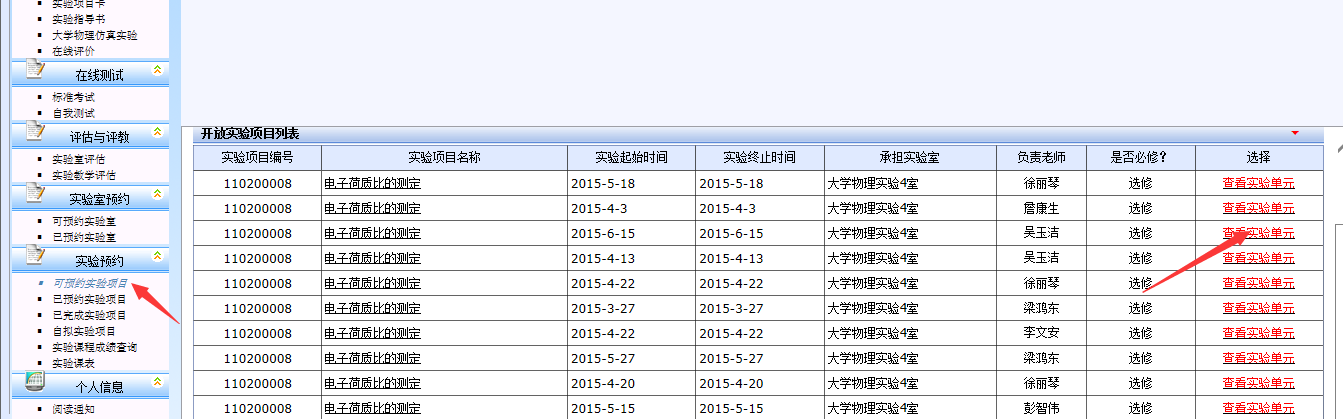 实验项目卡
实验指导书
大学物理仿真实验
在线评价
在线测试
标准考试
自我测试
评估与评教
实验室评估
实验教学评估
实验室预约
可预约实验室
已预约实验室
实验预约
可预约实验项目
已预约实验项目
已完成实验项目
自拟实验项目
实验课程成绩查询
实验课表
个人信息
阅读通知
开放实验项目列表
实验项目编号 实验项目名称 实验起始时间 实验终止时间 承担实验室 负责老师 是否必修? 选择
110200008 电子荷质比的测定 2015-5-18 2015-5-18 大学物理实验4室 徐丽琴 选修 查看实验单元
110200008 电子荷质比的测定 2015-4-3 2015-4-3 大学物理实验4室 詹康生 选修 查看实验单元
110200008 电子荷质比的测定 2015-6-15 2015-6-15 大学物理实验4室 吴玉洁 选修 查看实验单元
110200008 电子荷质比的测定 2015-4-13 2015-4-13 大学物理实验4室 吴玉洁 选修 查看实验单元
110200008 电子荷质比的测定 2015-4-22 2015-4-22 大学物理实验4室 徐丽琴 选修 查看实验单元
110200008 电子荷质比的测定 2015-3-27 2015-3-27 大学物理实验4室 梁鸿东 选修 查看实验单元
110200008 电子荷质比的测定 2015-4-22 2015-4-22 大学物理实验4室 李文安 选修 查看实验单元
110200008 电子荷质比的测定 2015-5-27 2015-5-27 大学物理实验4室 梁鸿东 选修 查看实验单元
110200008 电子荷质比的测定 2015-4-20 2015-4-20 大学物理实验4室 徐丽琴 选修 查看实验单元
110200008 电子荷质比的测定 2015-5-15 2015-5-15 大学物理实验4室 彭智伟 选修 查看实验单元